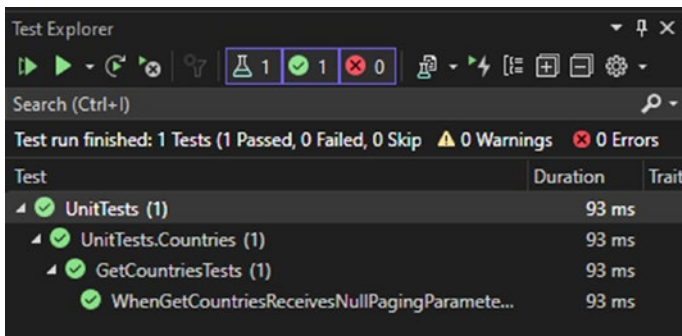 Test Explorer
1 1 0
Search (Ctrl+I)
Test run finished: 1 Tests (1 Passed, 0 Failed, 0 Skip 0 Warnings 0 Errors
Test Duration Trait
UnitTests (1) 93 ms
UnitTests.Countries (1) 93 ms
GetCountriesTests (1) 93 ms
WhenGetCountriesReceivesNullPagingParamete... 93 ms